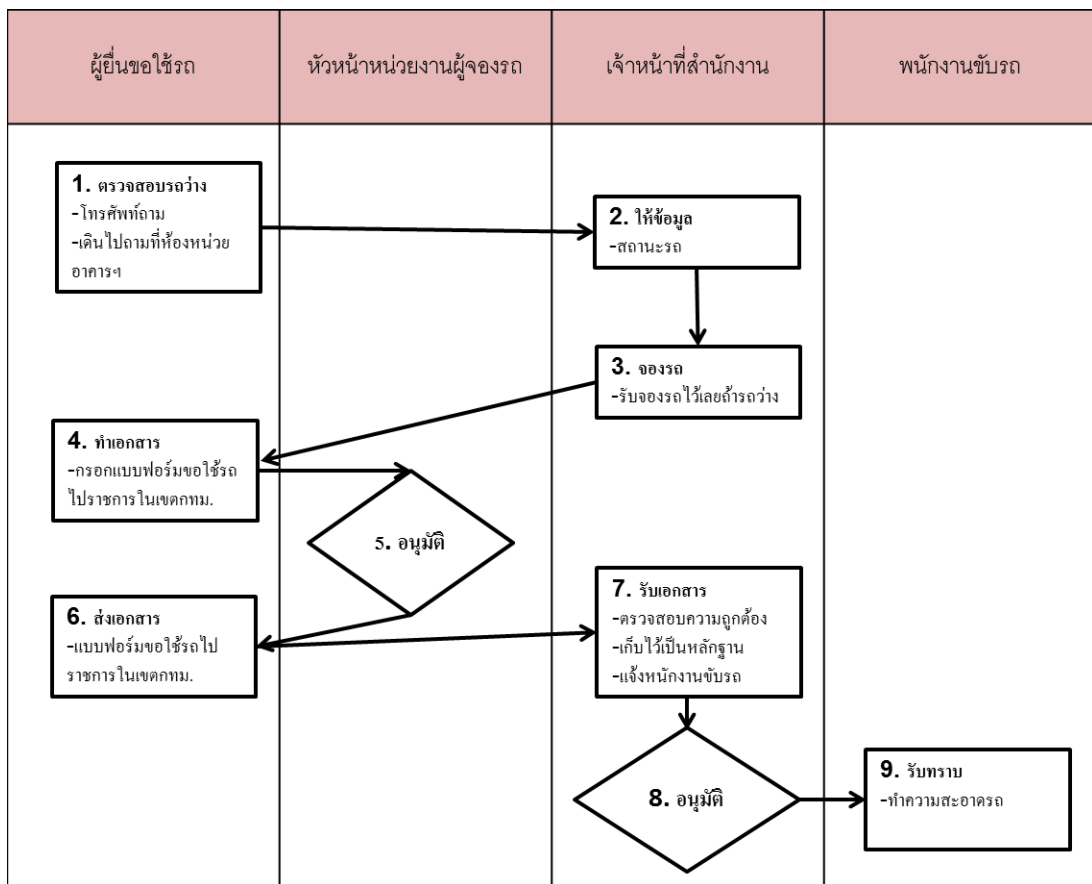 ผู้ยื่นขอใช้รถ
หัวหน้าหน่วยงานผู้จองรถ
เจ้าหน้าที่สำนักงาน
พนักงานขับรถ
1. ตรวจสอบรถว่าง
-โทรศัพท์ถาม
-เดินไปถามที่ห้องหน่วย
อาคารฯ
2. ให้ข้อมูล
-สถานะรถ
3. จองรถ
-รับจองรถไว้เลยถ้ารถว่าง
4. ทำเอกสาร
-กรอกแบบฟอร์มขอใช้รถ
ไปราชการในเขตกทม.
5. อนุมัติ
6. ส่งเอกสาร
-แบบฟอร์มขอใช้รถไป
ราชการในเขตกทม.
7. รับเอกสาร
-ตรวจสอบความถูกต้อง
-เก็บไว้เป็นหลักฐาน
-แจ้งหนักงานขับรถ
8. อนุมัติ
9. รับทราบ
-ทำความสะอาดรถ